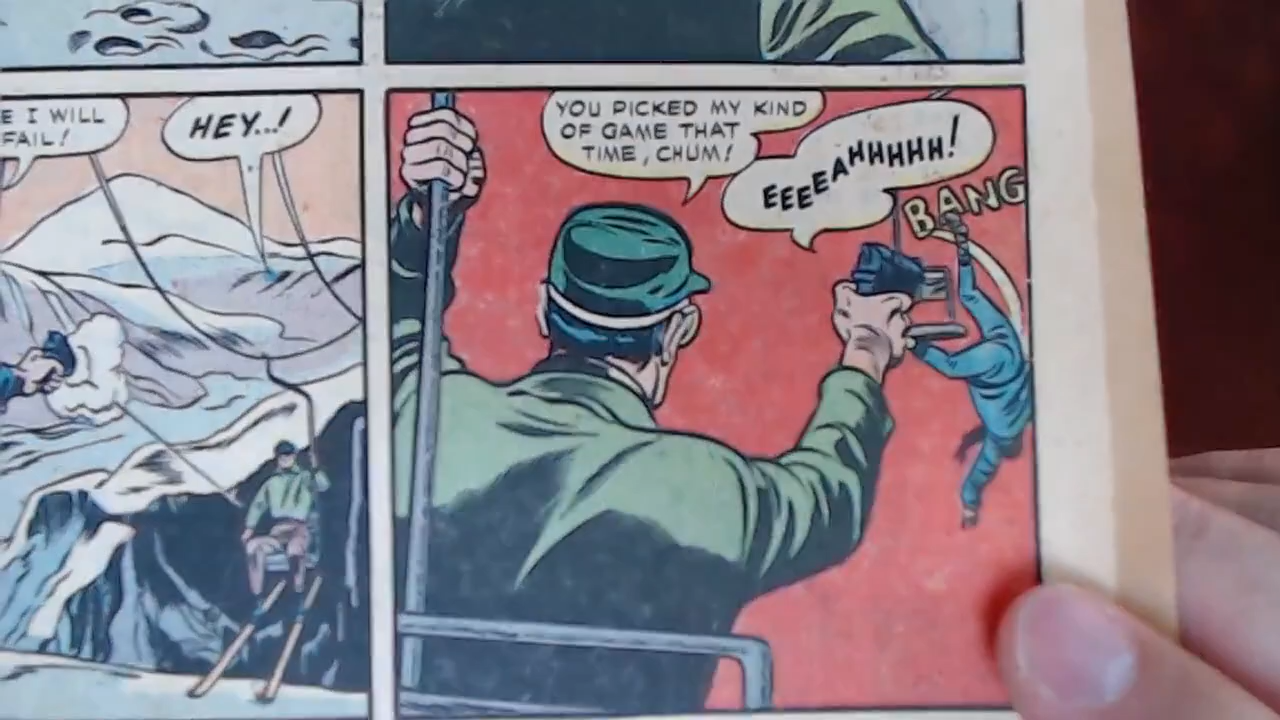 E I WILL
FAIL!
HEY...!
YOU PICKED MY KIND
OF GAME THAT
TIME, CHUM!
EEEEAHHHHH!
BANG